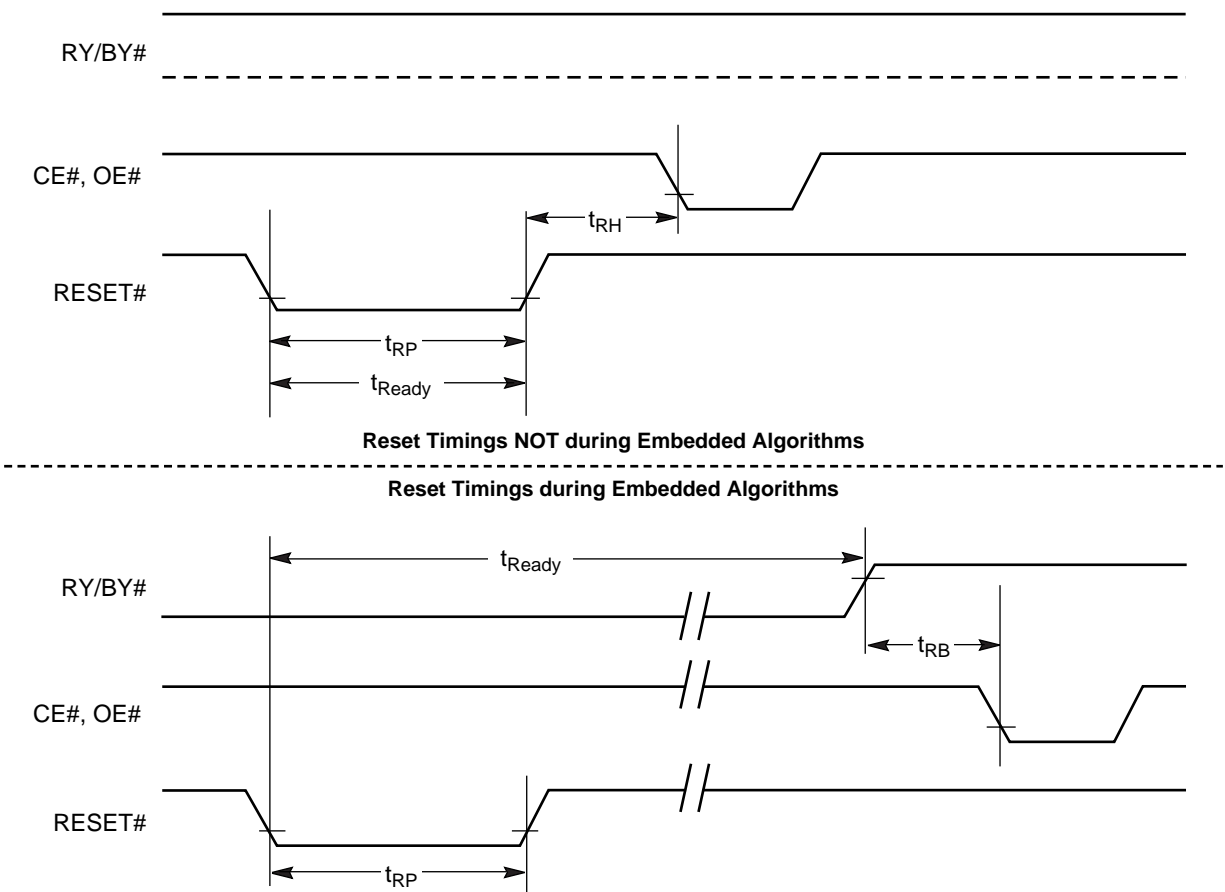 RY/BY#
CE#, OE#
tRH
RESET#
tRP
tReady
Reset Timings NOT during Embedded Algorithms
Reset Timings during Embedded Algorithms
tReady
RY/BY#
tRB
CE#, OE#
RESET#
tRP